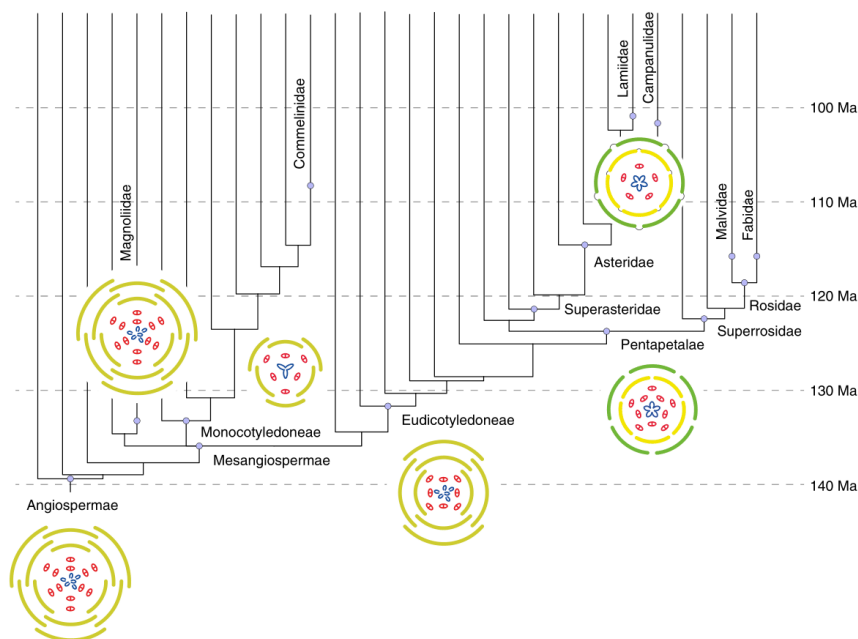 Lamiidae
Campanulidae
Commelinidae
100 Ma
Magnoliidae
Malvidae
Fabidae
110 Ma
Asteridae
120 Ma
Superasteridae
Rosidae
Superrosidae
Pentapetalae
130 Ma
Monocotyledoneae
Eudicotyledoneae
Mesangiospermae
140 Ma
Angiospermae